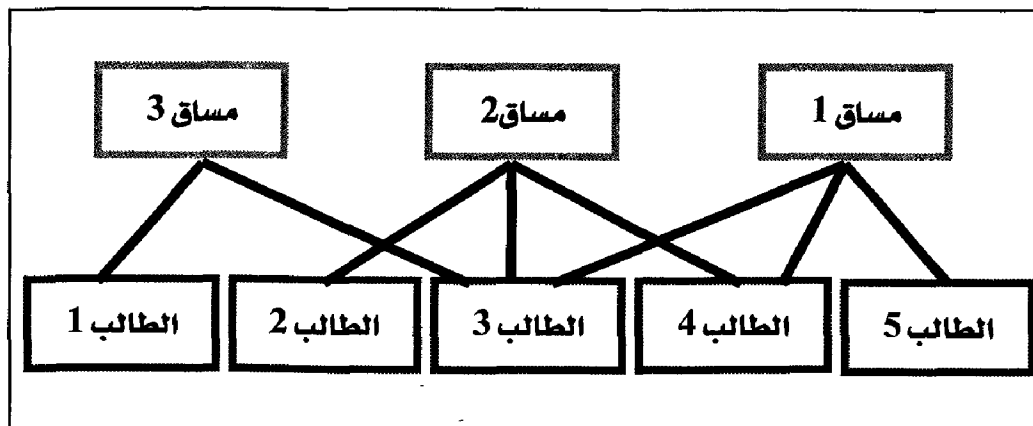 مساق 1
مساق2
مساق 3
الطالب 5
الطالب 4
الطالب 3
الطالب 2
الطالب 1